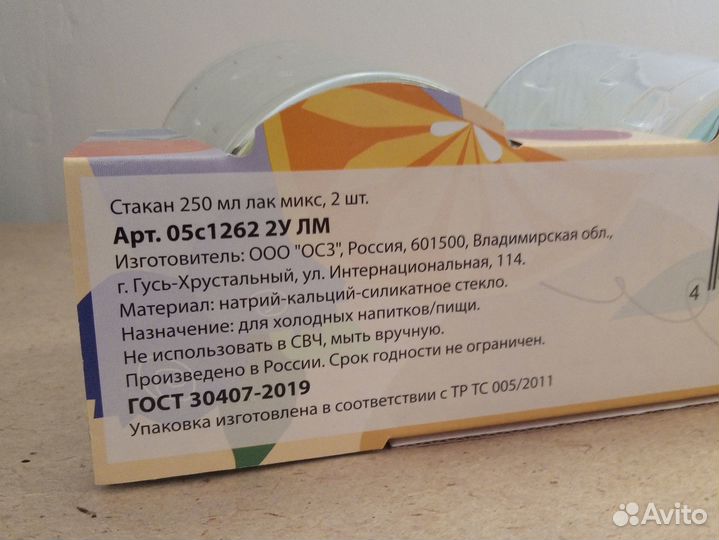 Стакан 250 мл лак микс, 2 шт.
Арт. 05с1262 2У ЛМ
Изготовитель: ООО "ОСЗ", Россия, 601500, Владимирская обл.,
г. Гусь-Хрустальный, ул. Интернациональная, 114.
Материал: натрий-кальций-силикатное стекло.
Назначение: для холодных напитков/пищи.
Не использовать в СВЧ, мыть вручную.
Произведено в России. Срок годности не ограничен.
ГОСТ 30407-2019
Упаковка изготовлена в соответствии с ТР ТС 005/2011
4
Avito